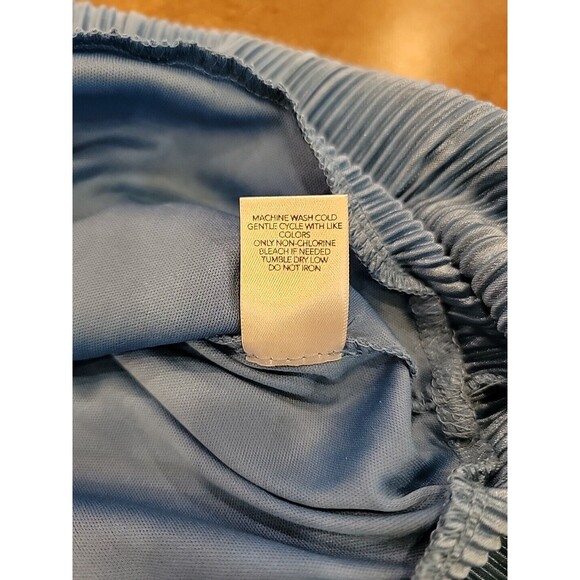 MACHINE WASH COLD
GENTLE CYCLE WITH LIKE
COLORS
ONLY NON-CHLORINE
BLEACH IF NEEDED
TUMBLE DRY LOW
DO NOT IRON